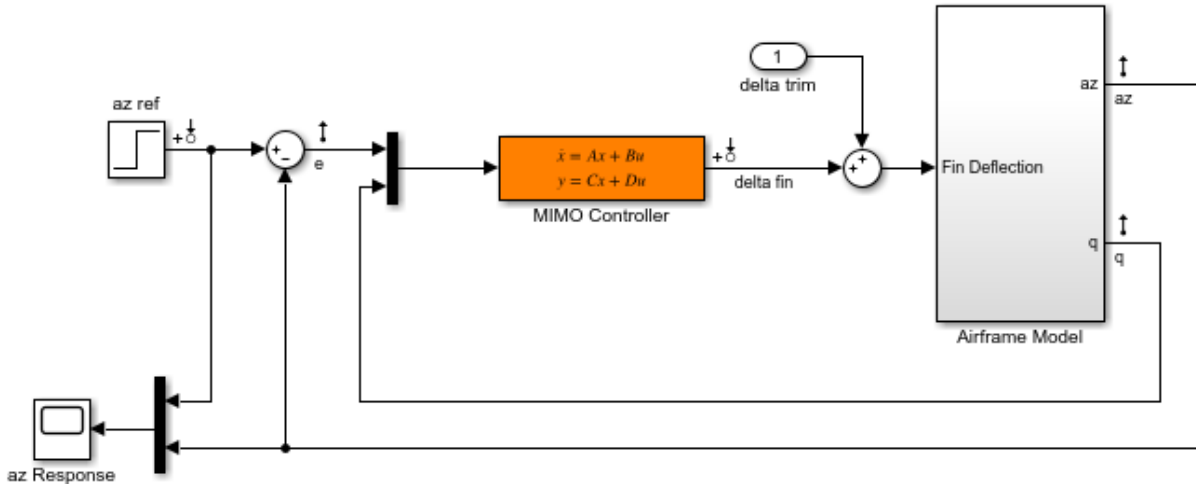 az ref
+
+
−
e
ẋ = Ax + Bu
y = Cx + Du
MIMO Controller
+
delta fin
1
delta trim
+
+
Fin Deflection
az
az
q
q
Airframe Model
az Response